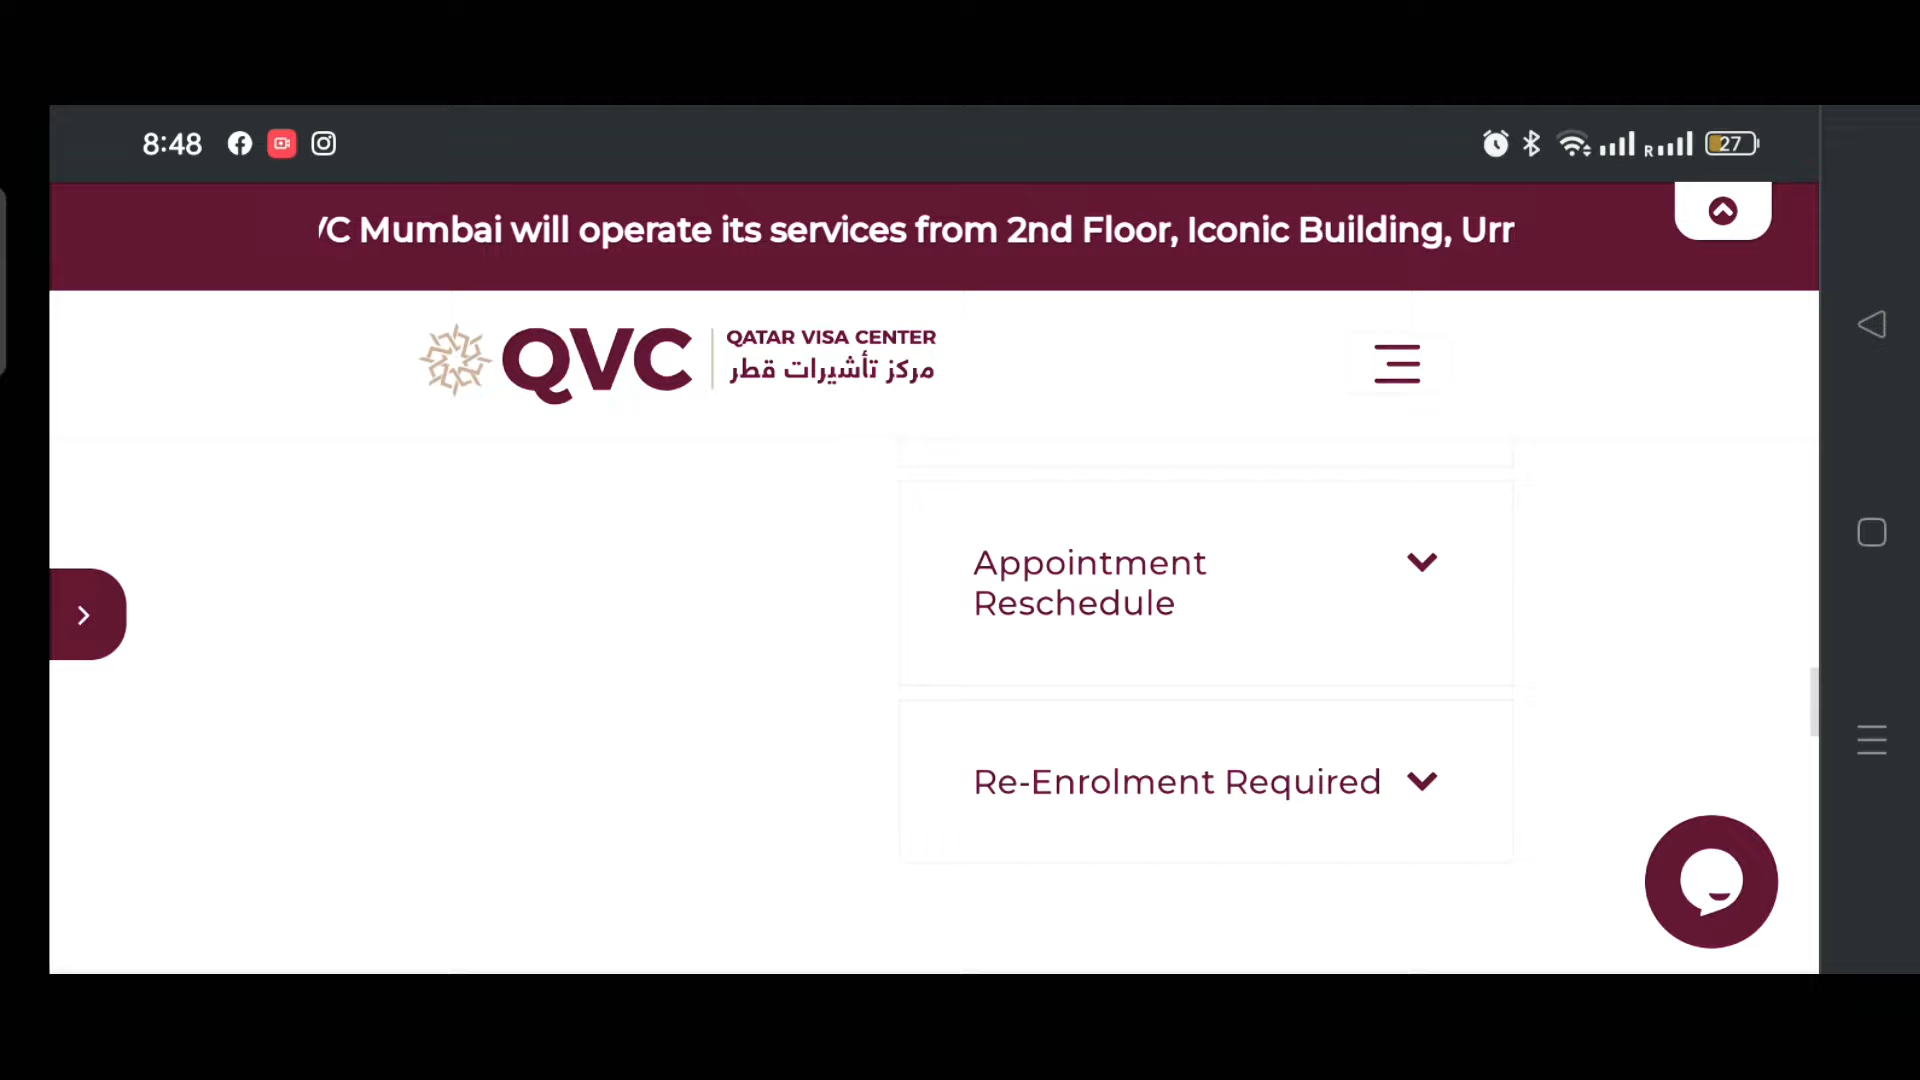 8:48
R
27
VC Mumbai will operate its services from 2nd Floor, Iconic Building,
QVC
QATAR VISA CENTER
مركز تأشيرات قطر
Appointment
Reschedule
Re-Enrolment Required